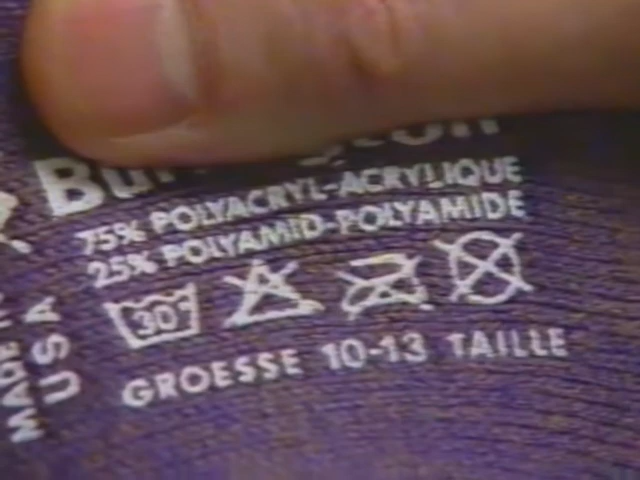 75% POLYACRYL-ACRYLIQUE
25% POLYAMID-POLYAMIDE
30°
GROESSE 10-13 TAILLE
MADE IN
USA